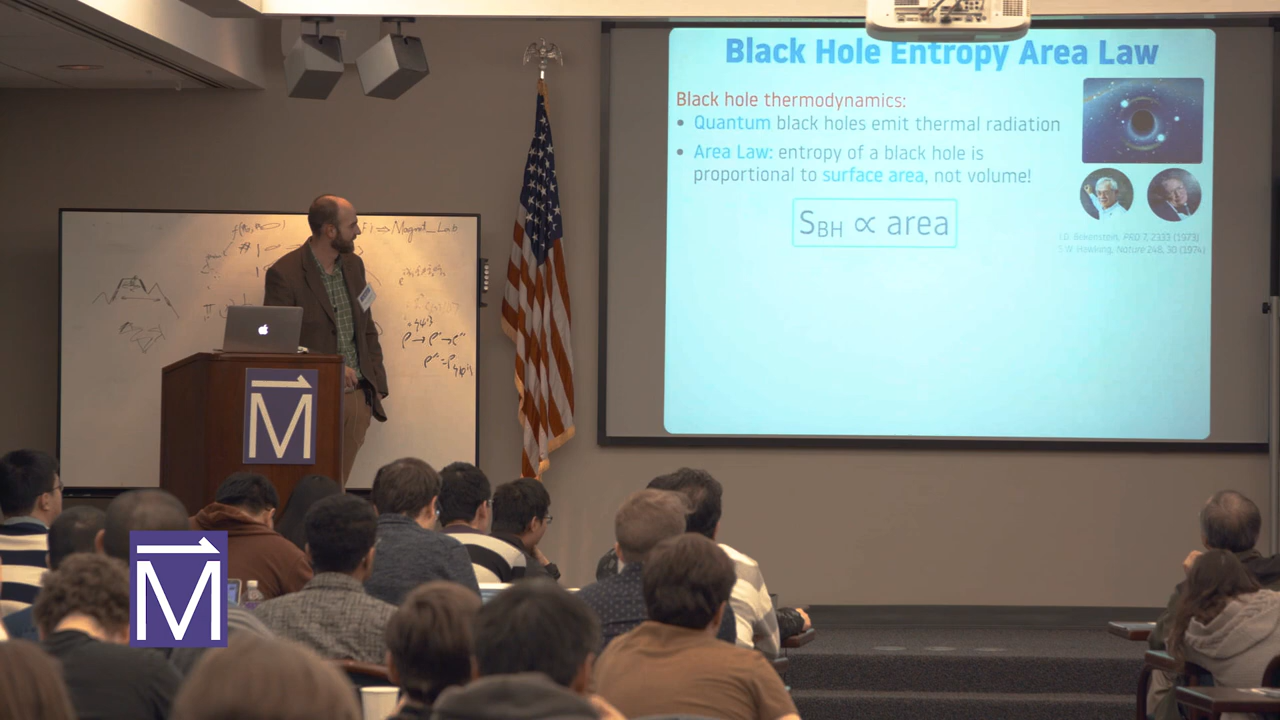 Black Hole Entropy Area Law
Black hole thermodynamics:
• Quantum black holes emit thermal radiation
• Area Law: entropy of a black hole is
proportional to surface area, not volume!
S_BH ∝ area
J.D. Bekenstein, PRD 7, 2333 (1973)
S.W. Hawking, Nature 248, 30 (1974)
⇒ Magnet_Lab
M
M